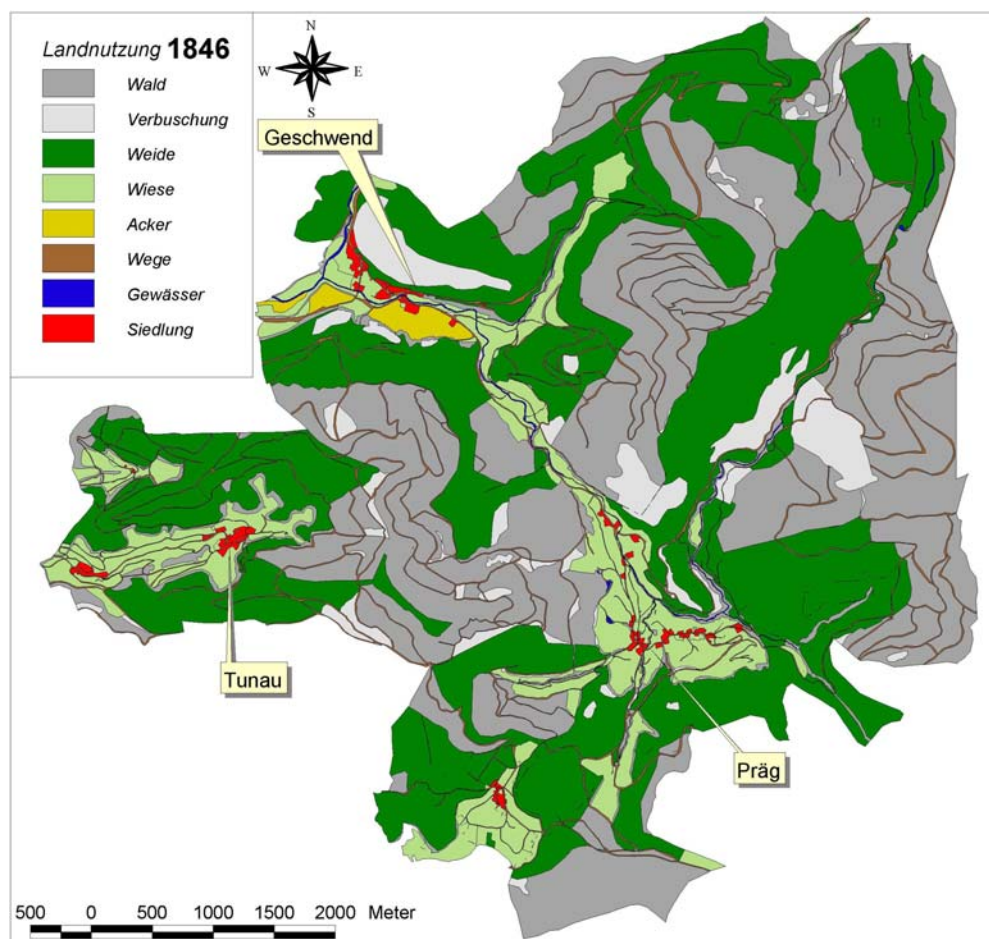 Landnutzung 1846
Wald
Verbuschung
Weide
Wiese
Acker
Wege
Gewässer
Siedlung
N
W E
S
Geschwend
Tunau
Präg
500 0 500 1000 1500 2000 Meter